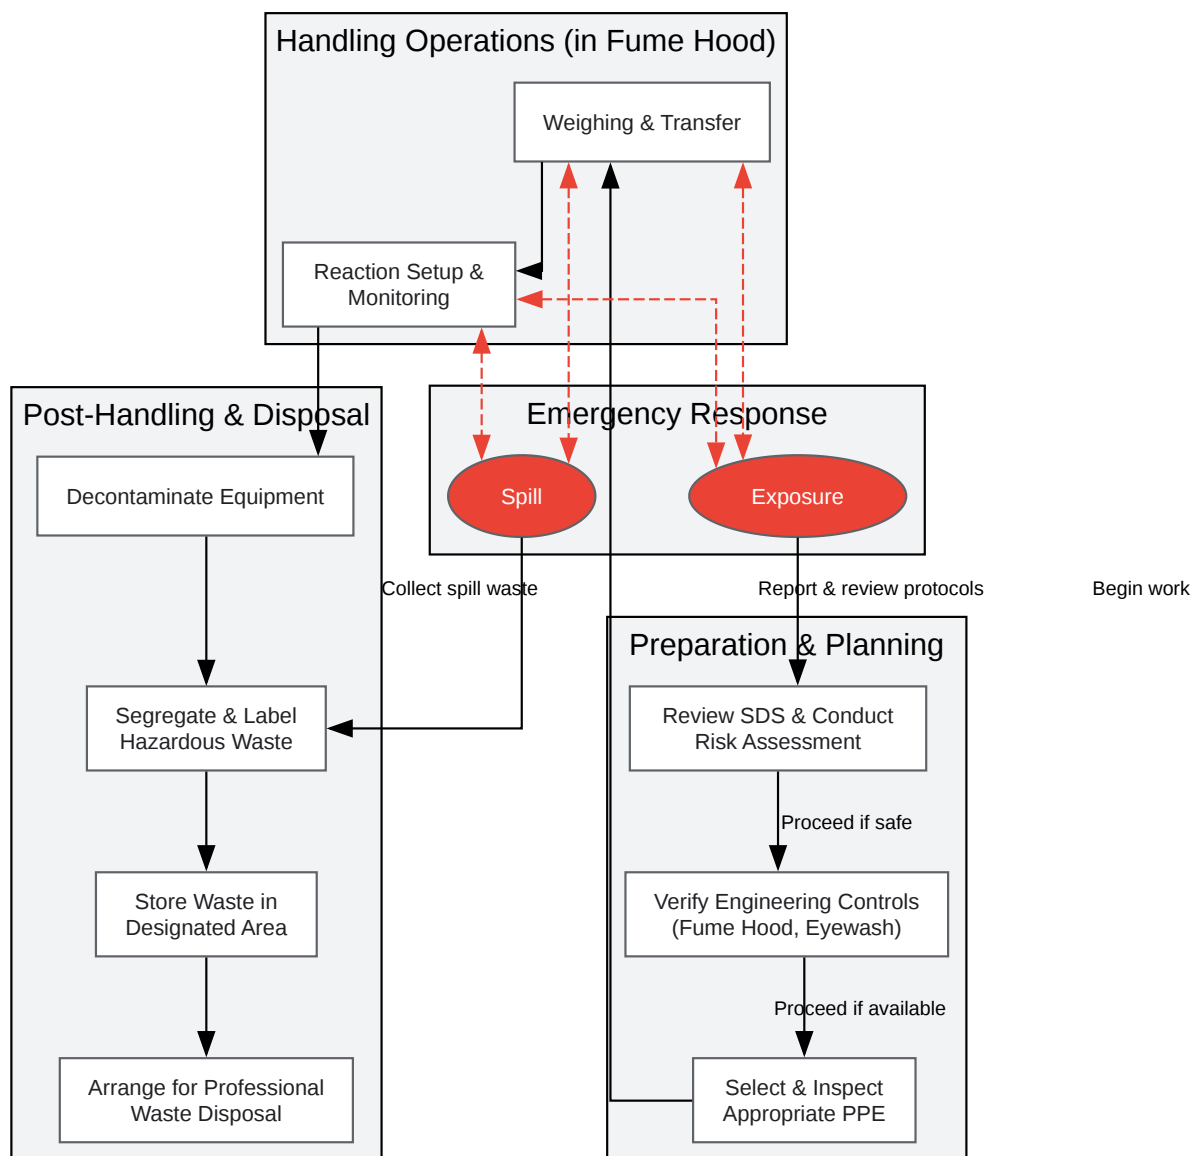 Handling Operations (in Fume Hood)
Weighing & Transfer
Reaction Setup &
Monitoring
Post-Handling & Disposal
Emergency Response
Decontaminate Equipment
Spill
Exposure
Collect spill waste
Report & review protocols
Begin work
Preparation & Planning
Segregate & Label
Hazardous Waste
Review SDS & Conduct
Risk Assessment
Proceed if safe
Store Waste in
Designated Area
Verify Engineering Controls
(Fume Hood, Eyewash)
Proceed if available
Arrange for Professional
Waste Disposal
Select & Inspect
Appropriate PPE